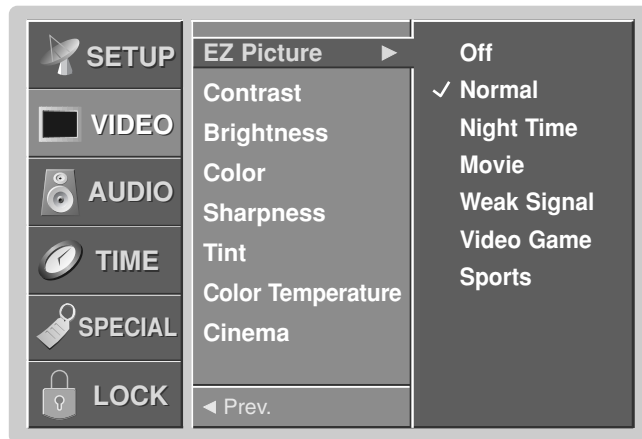 SETUP
VIDEO
AUDIO
TIME
SPECIAL
LOCK
EZ Picture ►
Contrast
Brightness
Color
Sharpness
Tint
Color Temperature
Cinema
◄ Prev.
Off
✓ Normal
Night Time
Movie
Weak Signal
Video Game
Sports